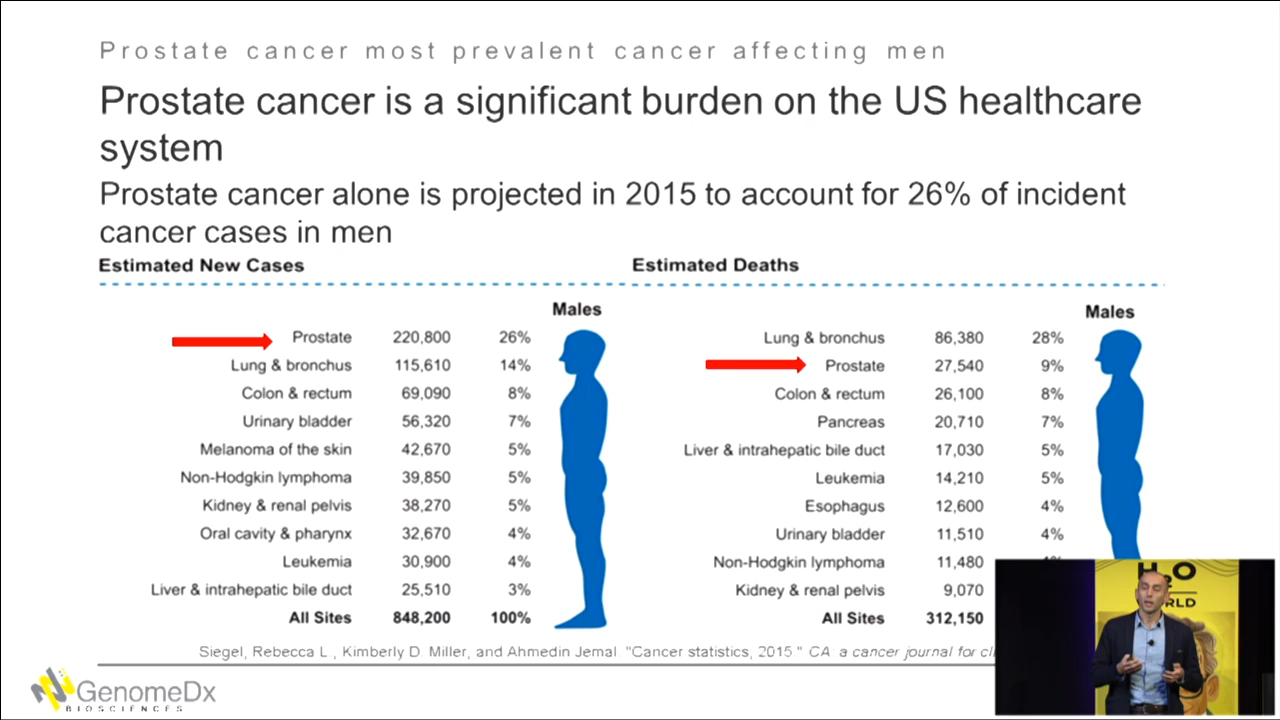 Prostate cancer most prevalent cancer affecting men
Prostate cancer is a significant burden on the US healthcare
system
Prostate cancer alone is projected in 2015 to account for 26% of incident
cancer cases in men
Estimated New Cases
Males
Prostate 220,800 26%
Lung & bronchus 115,610 14%
Colon & rectum 69,090 8%
Urinary bladder 56,320 7%
Melanoma of the skin 42,670 5%
Non-Hodgkin lymphoma 39,850 5%
Kidney & renal pelvis 38,270 5%
Oral cavity & pharynx 32,670 4%
Leukemia 30,900 4%
Liver & intrahepatic bile duct 25,510 3%
All Sites 848,200 100%
Estimated Deaths
Males
Lung & bronchus 86,380 28%
Prostate 27,540 9%
Colon & rectum 26,100 8%
Pancreas 20,710 7%
Liver & intrahepatic bile duct 17,030 5%
Leukemia 14,210 5%
Esophagus 12,600 4%
Urinary bladder 11,510 4%
Non-Hodgkin lymphoma 11,480
Kidney & renal pelvis 9,070
All Sites 312,150
Siegel, Rebecca L., Kimberly D. Miller, and Ahmedin Jemal. "Cancer statistics, 2015." CA: a cancer journal for
GenomeDx
BIOSCIENCES
H2O